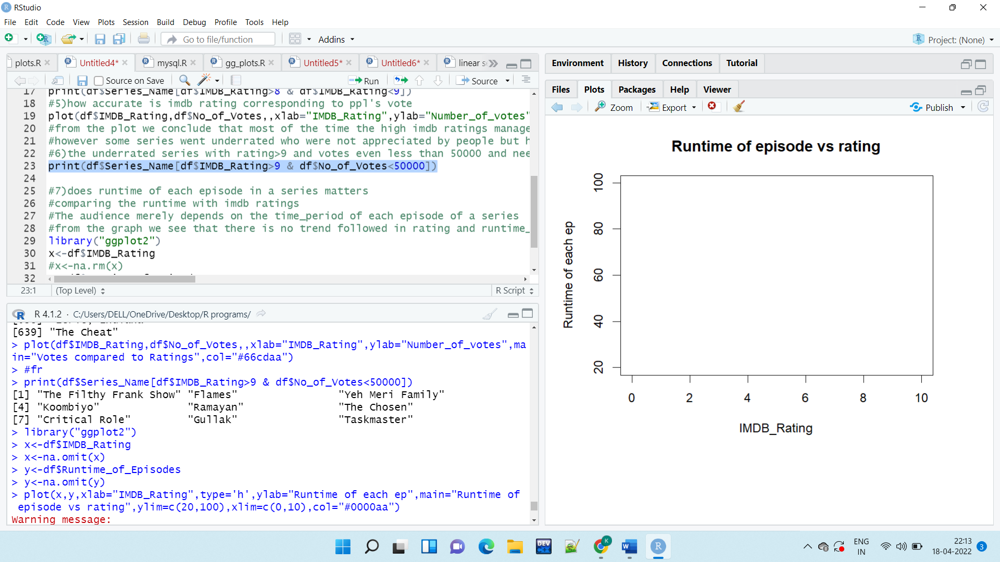 RStudio
File Edit Code View Plots Session Build Debug Profile Tools Help
Go to file/function Addins Project: (None)
plots.R Untitled4* mysql.R gg_plots.R Untitled5* Untitled6* linear s
Source on Save Run Source
17 print(df$Series_Name[df$IMDB_Rating>8 & df$IMDB_Rating<9])
18 #5)how accurate is imdb rating corresponding to ppl's vote
19 plot(df$IMDB_Rating,df$No_of_Votes,,xlab="IMDB_Rating",ylab="Number_of_votes"
20 #from the plot we conclude that most of the time the high imdb ratings manage
21 #however some series went underrated who were not appreciated by people but h
22 #6)the underrated series with rating>9 and votes even less than 50000 and nee
23 print(df$Series_Name[df$IMDB_Rating>9 & df$No_of_Votes<50000])
24
25 #7)does runtime of each episode in a series matters
26 #comparing the runtime with imdb ratings
27 #The audience merely depends on the time_period of each episode of a series
28 #from the graph we see that there is no trend followed in rating and runtime_
29 library("ggplot2")
30 x<-df$IMDB_Rating
31 #x<-na.rm(x)
32
23:1 (Top Level) R Script
R 4.1.2 · C:/Users/DELL/OneDrive/Desktop/R programs/
[639] "The Cheat"
> plot(df$IMDB_Rating,df$No_of_Votes,,xlab="IMDB_Rating",ylab="Number_of_votes",ma
in="Votes compared to Ratings",col="#66cdaa")
> #fr
> print(df$Series_Name[df$IMDB_Rating>9 & df$No_of_Votes<50000])
[1] "The Filthy Frank Show" "Flames" "Yeh Meri Family"
[4] "Koombiyo" "Ramayan" "The Chosen"
[7] "Critical Role" "Gullak" "Taskmaster"
> library("ggplot2")
> x<-df$IMDB_Rating
> x<-na.omit(x)
> y<-df$Runtime_of_Episodes
> y<-na.omit(y)
> plot(x,y,xlab="IMDB_Rating",type='h',ylab="Runtime of each ep",main="Runtime of
episode vs rating",ylim=c(20,100),xlim=c(0,10),col="#0000aa")
Warning message:
Environment History Connections Tutorial
Files Plots Packages Help Viewer
Zoom Export Publish
Runtime of episode vs rating
Runtime of each ep
100
80
60
40
20
0 2 4 6 8 10
IMDB_Rating
DEV C++
K
W
R
ENG
IN
22:13
18-04-2022
3